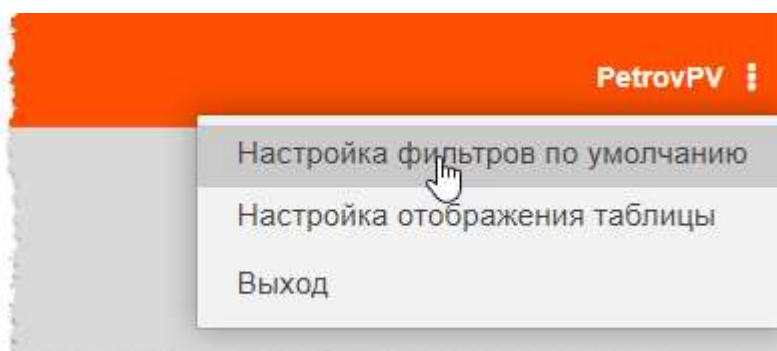 PetrovPV
Настройка фильтров по умолчанию
Настройка отображения таблицы
Выход